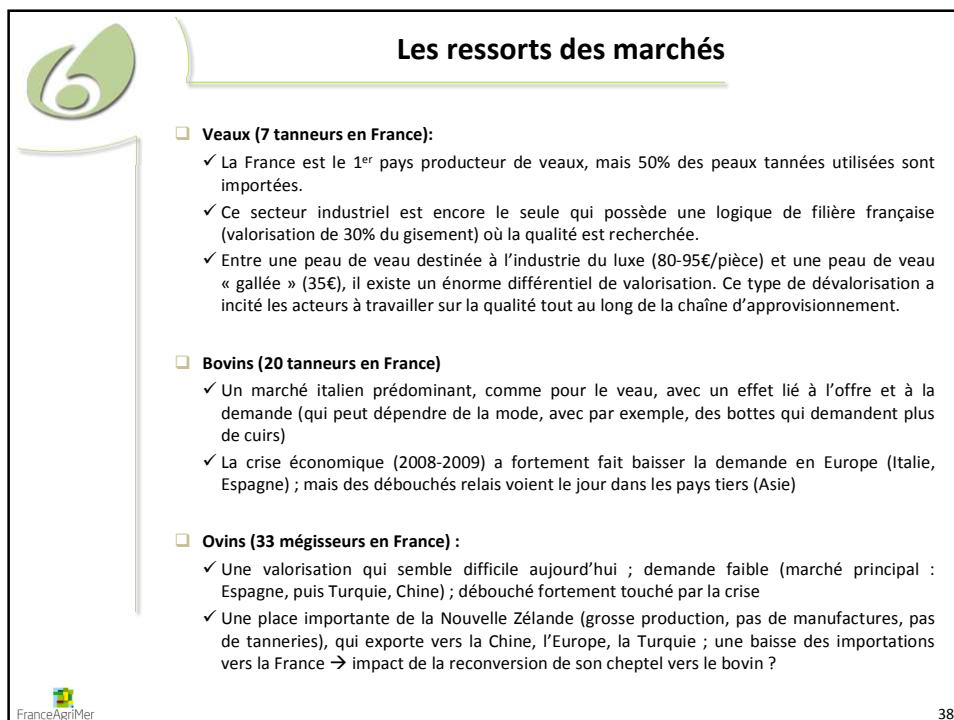 Les ressorts des marchés
Veaux (7 tanneurs en France):
✓ La France est le 1er pays producteur de veaux, mais 50% des peaux tannées utilisées sont
importées.
✓ Ce secteur industriel est encore le seule qui possède une logique de filière française
(valorisation de 30% du gisement) où la qualité est recherchée.
✓ Entre une peau de veau destinée à l’industrie du luxe (80-95€/pièce) et une peau de veau
« gallée » (35€), il existe un énorme différentiel de valorisation. Ce type de dévalorisation a
incité les acteurs à travailler sur la qualité tout au long de la chaîne d’approvisionnement.
Bovins (20 tanneurs en France)
✓ Un marché italien prédominant, comme pour le veau, avec un effet lié à l’offre et à la
demande (qui peut dépendre de la mode, avec par exemple, des bottes qui demandent plus
de cuirs)
✓ La crise économique (2008-2009) a fortement fait baisser la demande en Europe (Italie,
Espagne) ; mais des débouchés relais voient le jour dans les pays tiers (Asie)
Ovins (33 mégisseurs en France) :
✓ Une valorisation qui semble difficile aujourd’hui ; demande faible (marché principal :
Espagne, puis Turquie, Chine) ; débouché fortement touché par la crise
✓ Une place importante de la Nouvelle Zélande (grosse production, pas de manufactures, pas
de tanneries), qui exporte vers la Chine, l’Europe, la Turquie ; une baisse des importations
vers la France → impact de la reconversion de son cheptel vers le bovin ?
FranceAgriMer
38